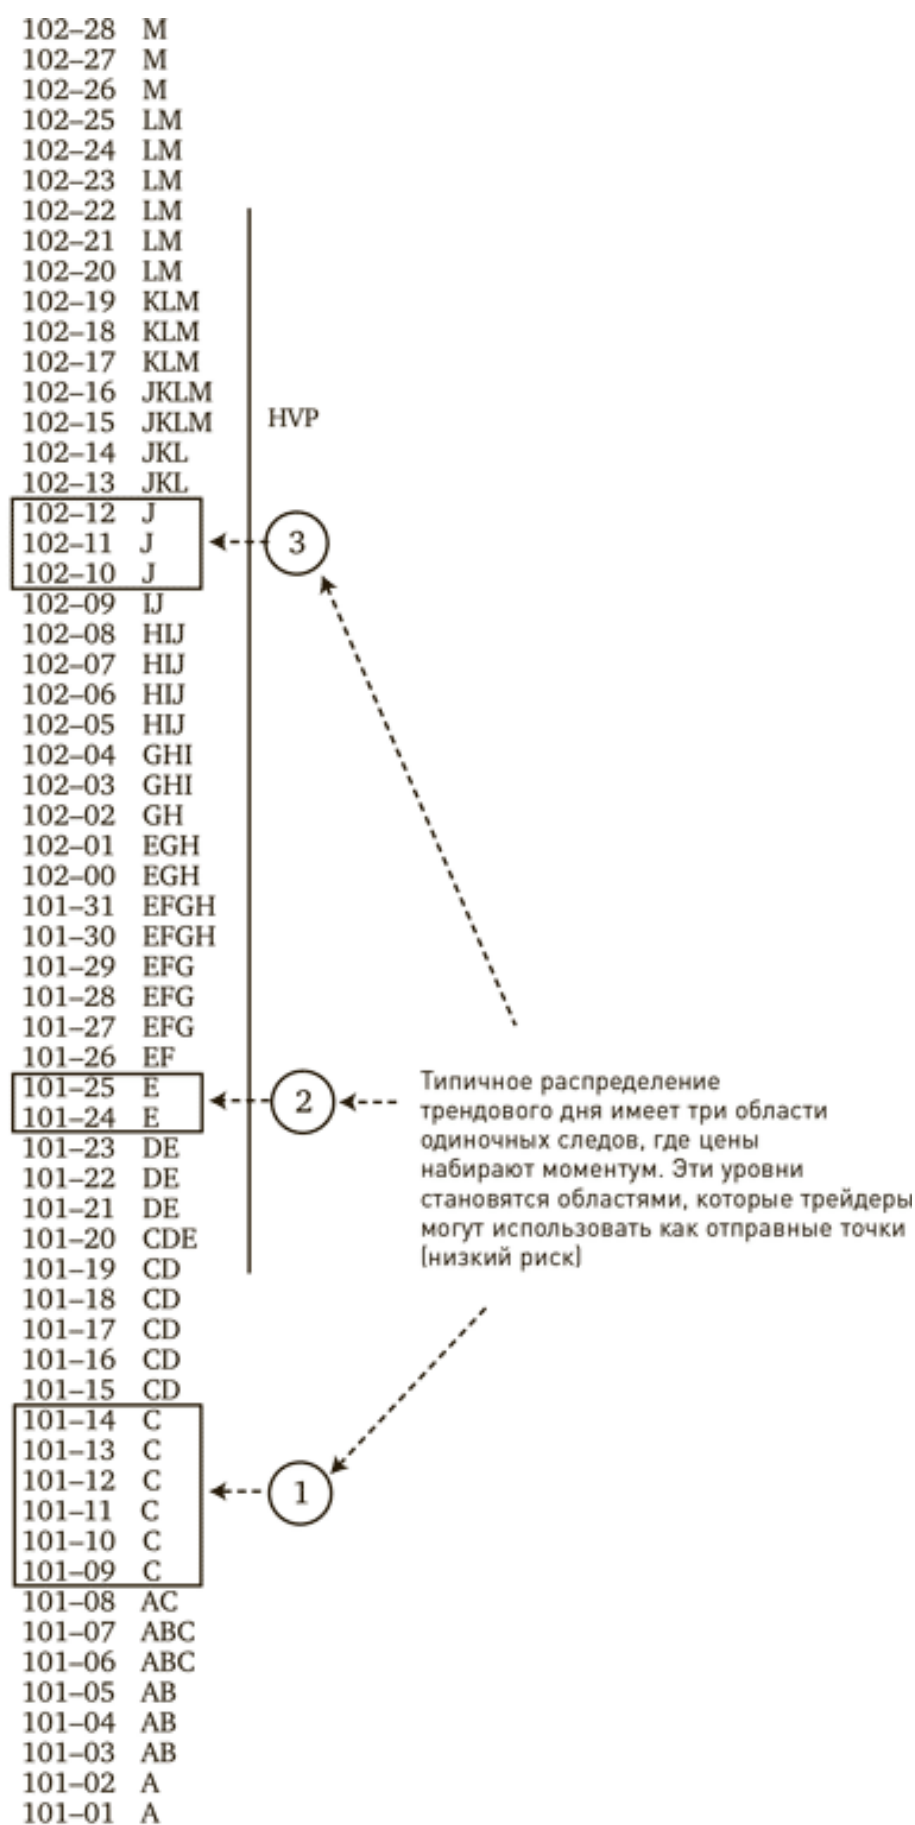 102–28 M
102–27 M
102–26 M
102–25 LM
102–24 LM
102–23 LM
102–22 LM
102–21 LM
102–20 LM
102–19 KLM
102–18 KLM
102–17 KLM
102–16 JKLM
102–15 JKLM
HVP
102–14 JKL
102–13 JKL
102–12 J
102–11 J
3
102–10 J
102–09 IJ
102–08 HIJ
102–07 HIJ
102–06 HIJ
102–05 HIJ
102–04 GHI
102–03 GHI
102–02 GH
102–01 EGH
102–00 EGH
101–31 EFGH
101–30 EFGH
101–29 EFG
101–28 EFG
101–27 EFG
101–26 EF
101–25 E
2
101–24 E
101–23 DE
101–22 DE
101–21 DE
101–20 CDE
101–19 CD
101–18 CD
101–17 CD
101–16 CD
101–15 CD
101–14 C
101–13 C
101–12 C
1
101–11 C
101–10 C
101–09 C
101–08 AC
101–07 ABC
101–06 ABC
101–05 AB
101–04 AB
101–03 AB
101–02 A
101–01 A
Типичное распределение
трендового дня имеет три области
одиночных следов, где цены
набирают моментум. Эти уровни
становятся областями, которые трейдеры
могут использовать как отправные точки
(низкий риск)